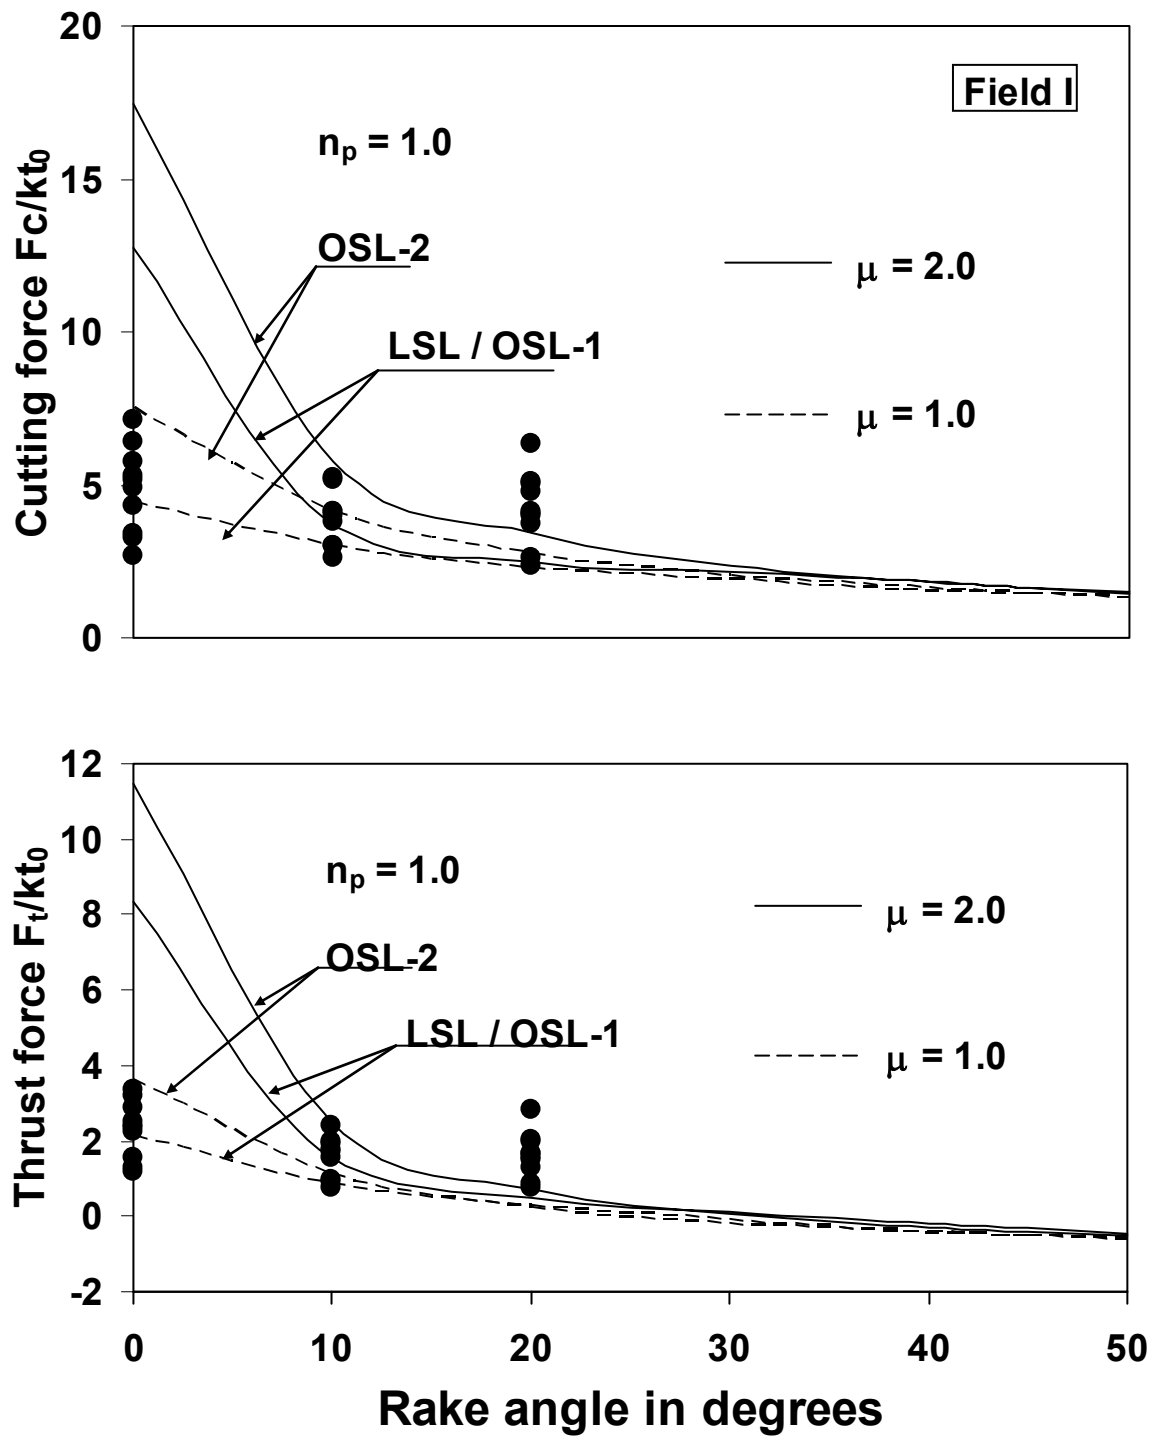 20
15
10
5
0
Cutting force Fc/kt₀
Field I
nₚ = 1.0
OSL-2
LSL / OSL-1
μ = 2.0
μ = 1.0
12
10
8
6
4
2
0
-2
Thrust force Fₜ/kt₀
nₚ = 1.0
OSL-2
LSL / OSL-1
μ = 2.0
μ = 1.0
0 10 20 30 40 50
Rake angle in degrees